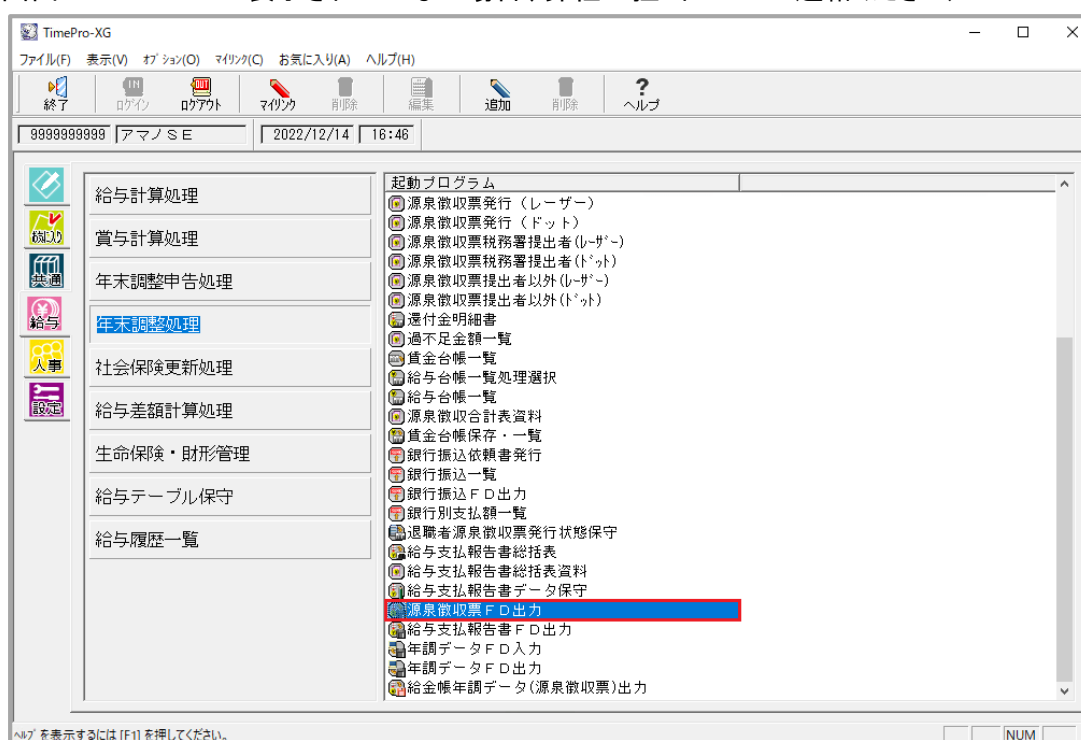 TimePro-XG
ファイル(F) 表示(V) オプション(O) マイリンク(C) お気に入り(A) ヘルプ(H)
終了 ログイン ログアウト マイリンク 削除 編集 追加 削除 ヘルプ
9999999999 アマノＳＥ 2022/12/14 16:46
お気に入り
共通
給与
人事
設定
給与計算処理
賞与計算処理
年末調整申告処理
年末調整処理
社会保険更新処理
給与差額計算処理
生命保険・財形管理
給与テーブル保守
給与履歴一覧
起動プログラム
源泉徴収票発行（レーザー）
源泉徴収票発行（ドット）
源泉徴収票税務署提出者(ﾚｰｻﾞｰ)
源泉徴収票税務署提出者(ﾄﾞｯﾄ)
源泉徴収票提出者以外(ﾚｰｻﾞｰ)
源泉徴収票提出者以外(ﾄﾞｯﾄ)
還付金明細書
過不足金額一覧
賃金台帳一覧
給与台帳一覧処理選択
給与台帳一覧
源泉徴収合計表資料
賃金台帳保存・一覧
銀行振込依頼書発行
銀行振込一覧
銀行振込ＦＤ出力
銀行別支払額一覧
退職者源泉徴収票発行状態保守
給与支払報告書総括表
給与支払報告書総括表資料
給与支払報告書データ保守
源泉徴収票ＦＤ出力
給与支払報告書ＦＤ出力
年調データＦＤ入力
年調データＦＤ出力
給金帳年調データ(源泉徴収票)出力
ﾍﾙﾌﾟを表示するには [F1] を押してください。
NUM